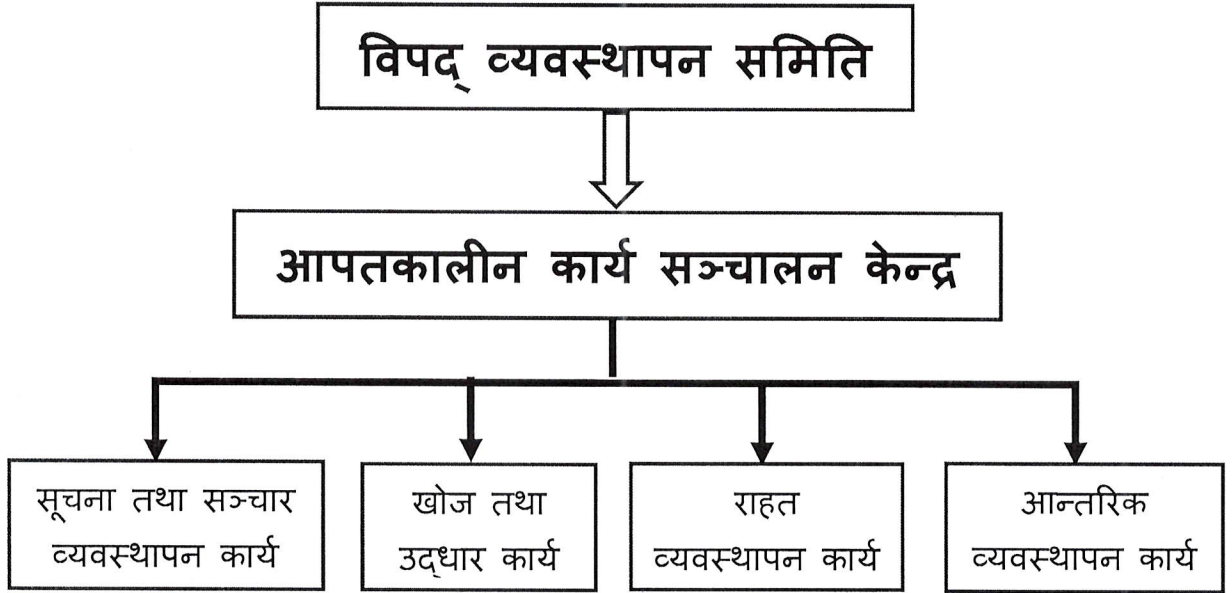 विपद् व्यवस्थापन समिति
आपतकालीन कार्य सञ्चालन केन्द्र
सूचना तथा सञ्चार
व्यवस्थापन कार्य
खोज तथा
उद्धार कार्य
राहत
व्यवस्थापन कार्य
आन्तरिक
व्यवस्थापन कार्य